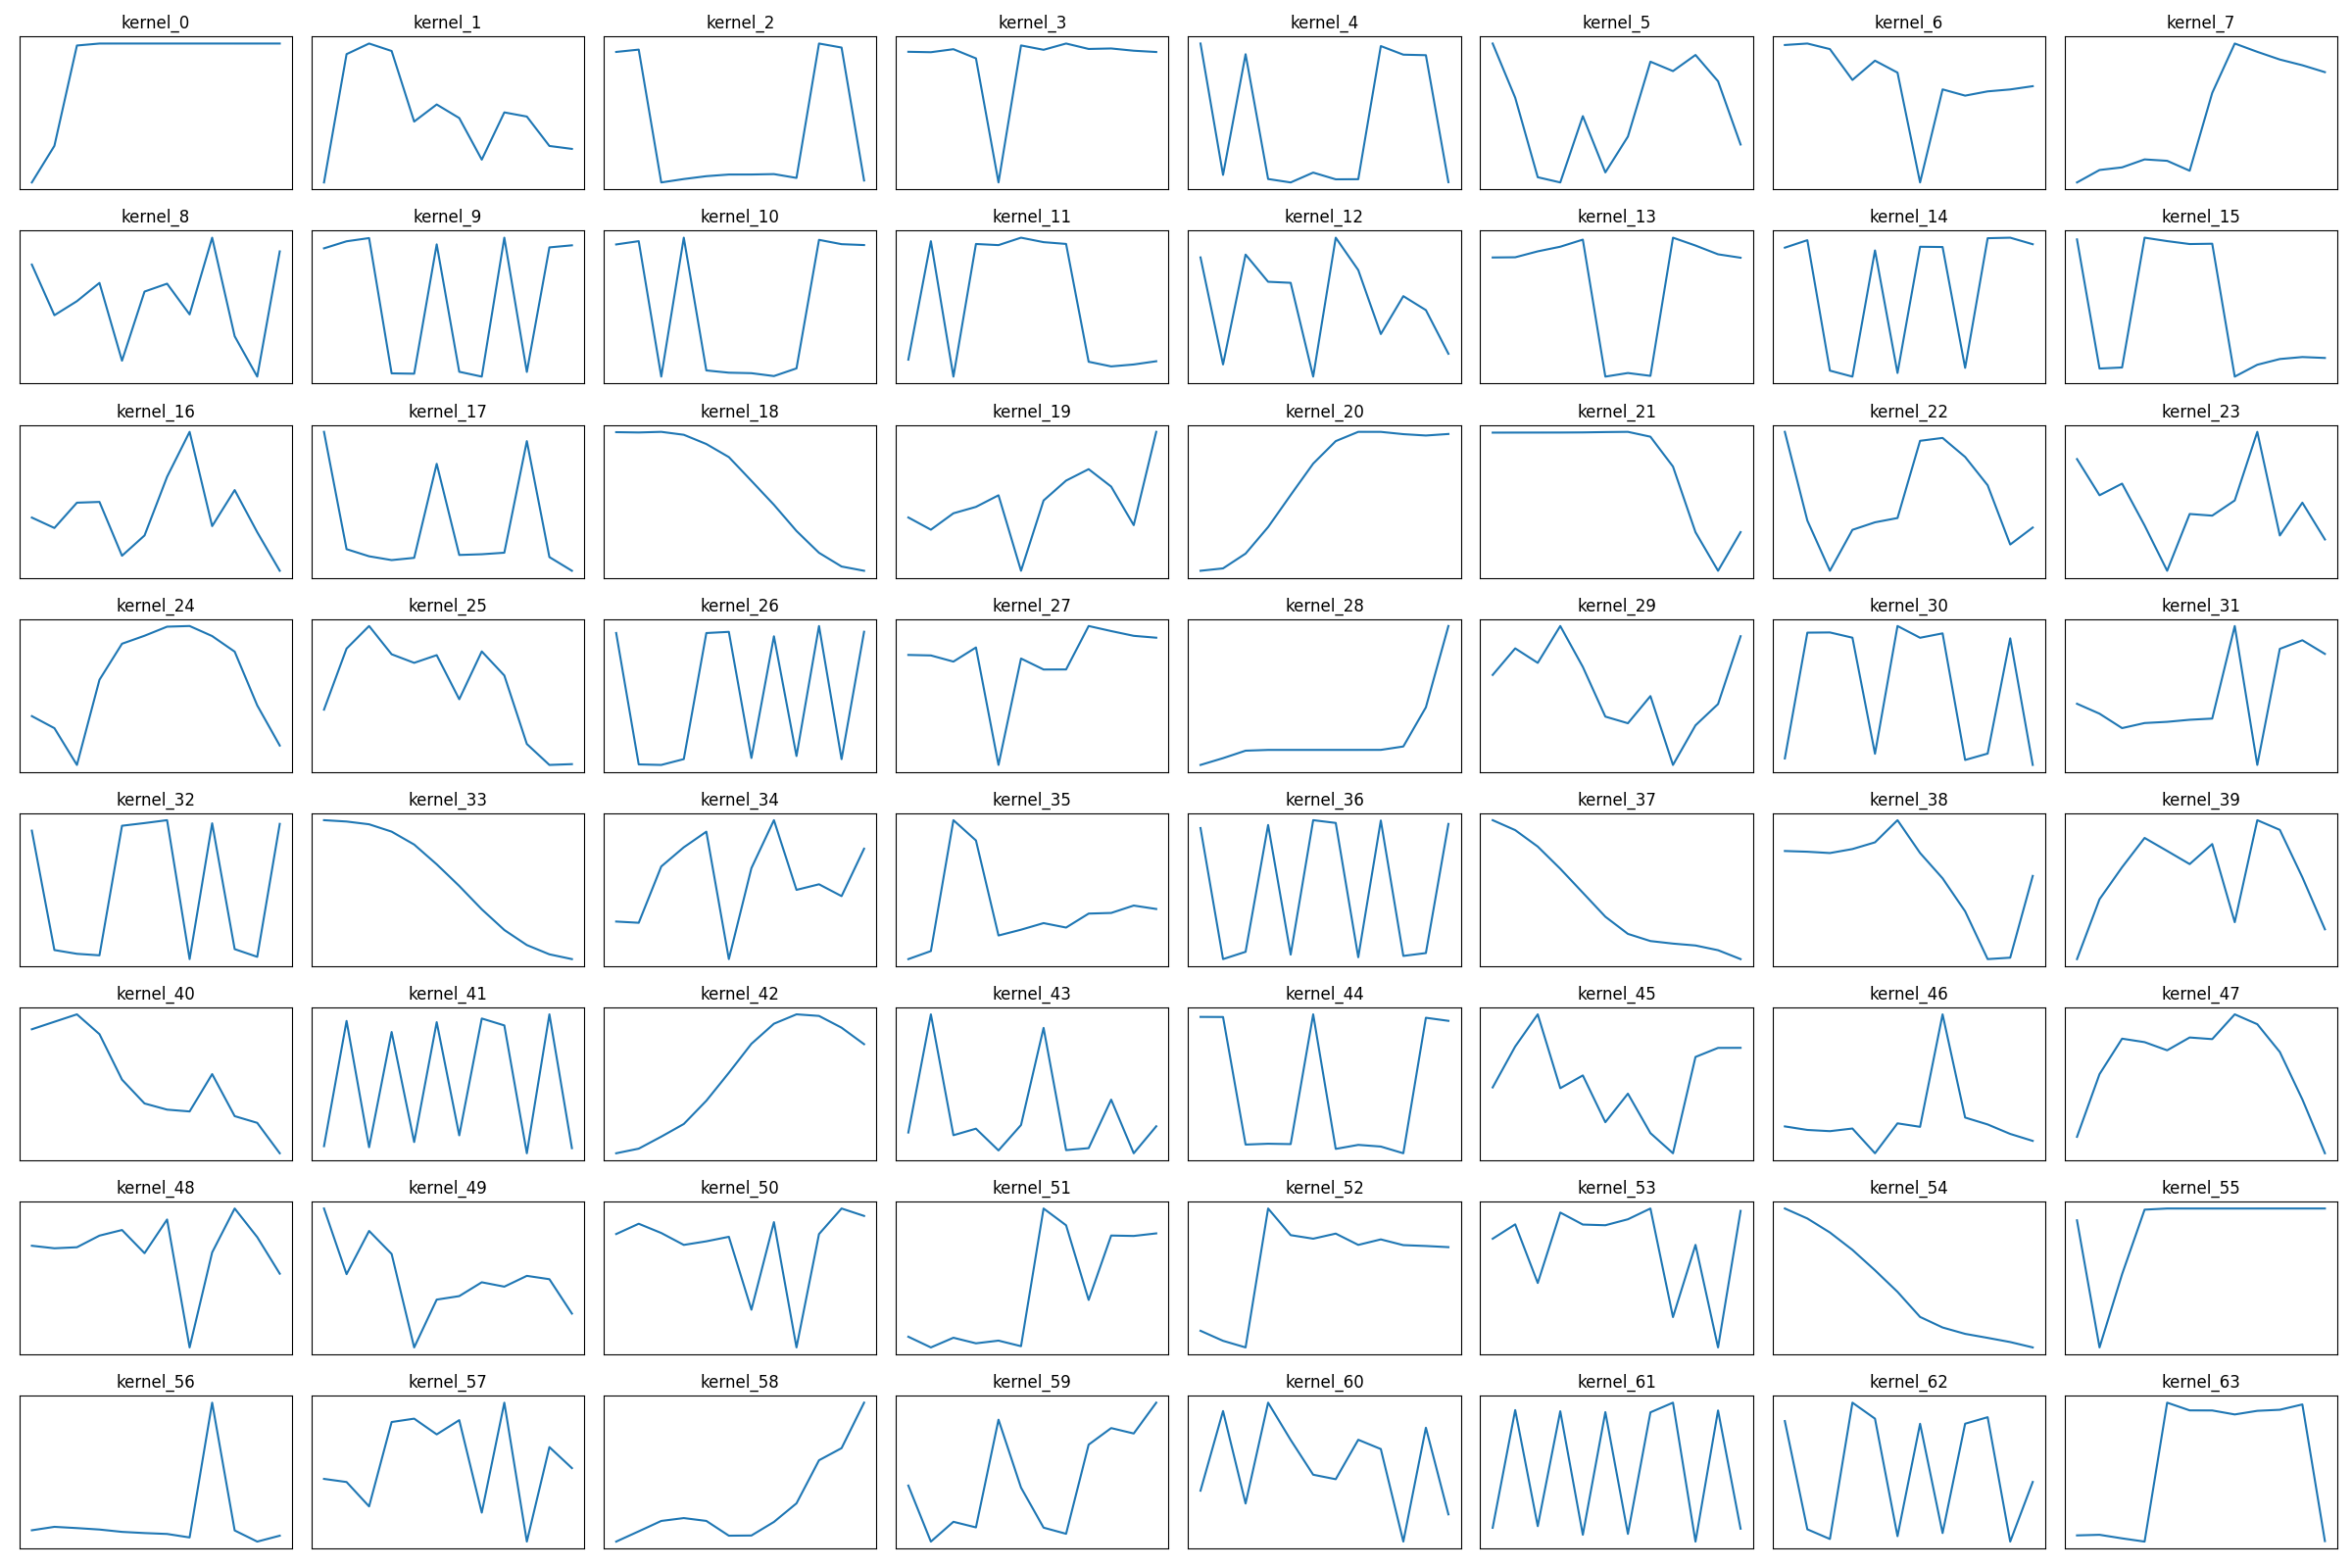 kernel_0 kernel_1 kernel_2 kernel_3 kernel_4 kernel_5 kernel_6 kernel_7
kernel_8 kernel_9 kernel_10 kernel_11 kernel_12 kernel_13 kernel_14 kernel_15
kernel_16 kernel_17 kernel_18 kernel_19 kernel_20 kernel_21 kernel_22 kernel_23
kernel_24 kernel_25 kernel_26 kernel_27 kernel_28 kernel_29 kernel_30 kernel_31
kernel_32 kernel_33 kernel_34 kernel_35 kernel_36 kernel_37 kernel_38 kernel_39
kernel_40 kernel_41 kernel_42 kernel_43 kernel_44 kernel_45 kernel_46 kernel_47
kernel_48 kernel_49 kernel_50 kernel_51 kernel_52 kernel_53 kernel_54 kernel_55
kernel_56 kernel_57 kernel_58 kernel_59 kernel_60 kernel_61 kernel_62 kernel_63